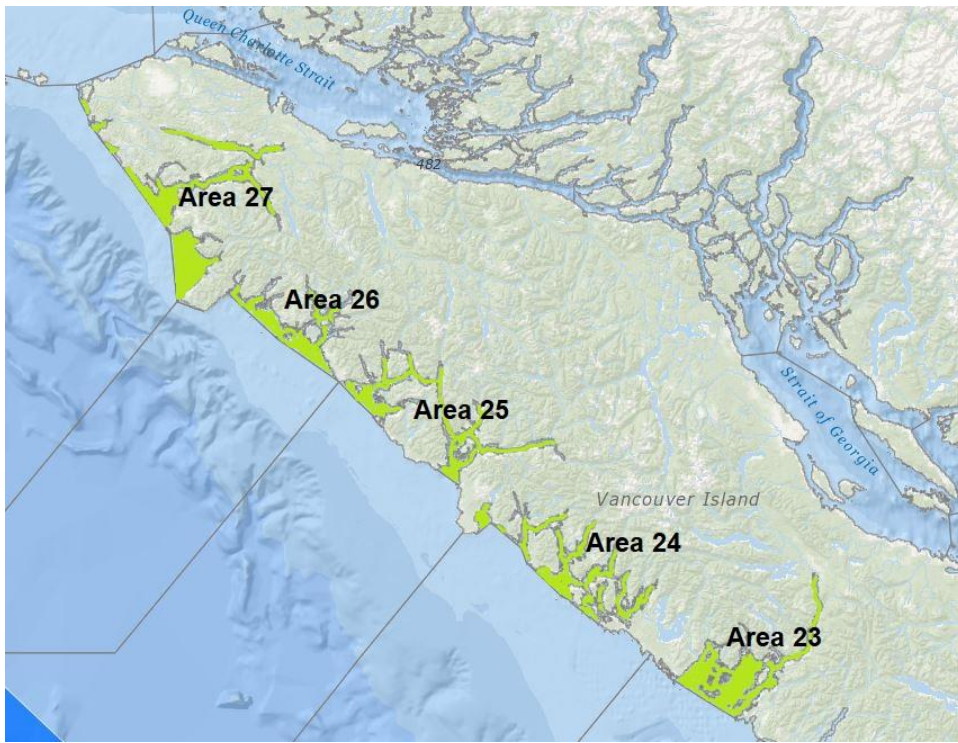 Queen Charlotte Strait
482
Area 27
Area 26
Area 25
Strait of Georgia
Vancouver Island
Area 24
Area 23